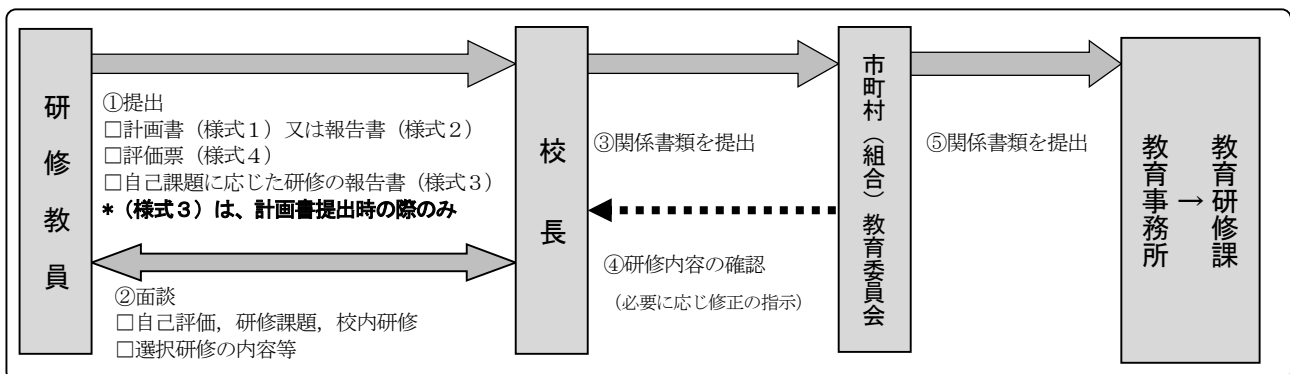 研修教員
①提出
□計画書（様式１）又は報告書（様式２）
□評価票（様式４）
□自己課題に応じた研修の報告書（様式３）
*（様式３）は、計画書提出時の際のみ
②面談
□自己評価，研修課題，校内研修
□選択研修の内容等
校長
③関係書類を提出
④研修内容の確認
（必要に応じ修正の指示）
市町村（組合）教育委員会
⑤関係書類を提出
教育事務所
→
教育研修課